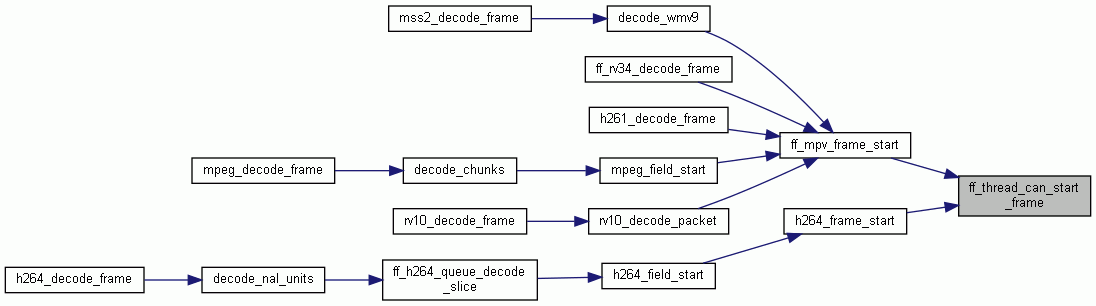 mss2_decode_frame
decode_wmv9
ff_rv34_decode_frame
h261_decode_frame
ff_mpv_frame_start
mpeg_decode_frame
decode_chunks
mpeg_field_start
ff_thread_can_start
_frame
rv10_decode_frame
rv10_decode_packet
h264_frame_start
h264_decode_frame
decode_nal_units
ff_h264_queue_decode
_slice
h264_field_start